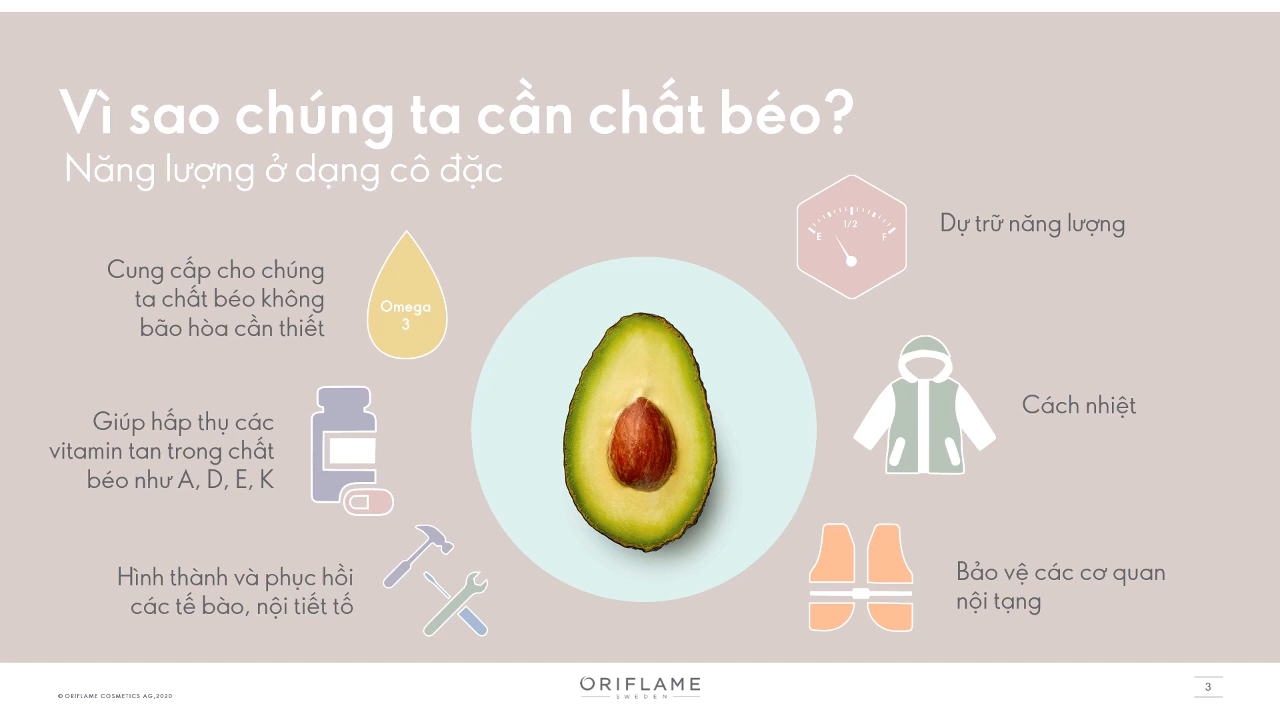 Vì sao chúng ta cần chất béo?
Năng lượng ở dạng cô đặc
Cung cấp cho chúng
ta chất béo không
bão hòa cần thiết
Omega
3
Giúp hấp thụ các
vitamin tan trong chất
béo như A, D, E, K
Hình thành và phục hồi
các tế bào, nội tiết tố
1/2
E F
Dự trữ năng lượng
Cách nhiệt
Bảo vệ các cơ quan
nội tạng
© ORIFLAME COSMETICS AG,2020
ORIFLAME
SWEDEN
3